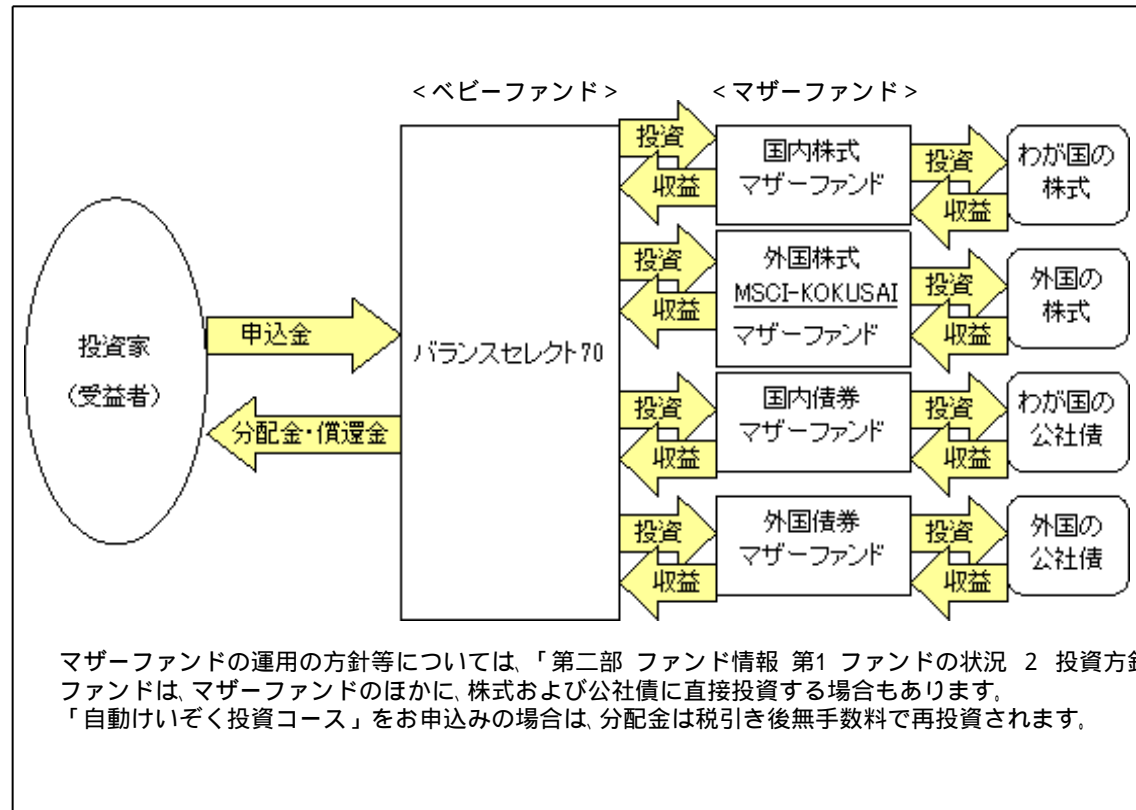 <ベビーファンド>
<マザーファンド>
投資家
(受益者)
申込金
分配金・償還金
バランスセレクト70
投資
収益
国内株式
マザーファンド
投資
収益
わが国の
株式
投資
収益
外国株式
MSCI-KOKUSAI
マザーファンド
投資
収益
外国の
株式
投資
収益
国内債券
マザーファンド
投資
収益
わが国の
公社債
投資
収益
外国債券
マザーファンド
投資
収益
外国の
公社債
マザーファンドの運用の方針等については、「第二部 ファンド情報 第1 ファンドの状況 2 投資方針
ファンドは、マザーファンドのほかに、株式および公社債に直接投資する場合もあります。
「自動けいぞく投資コース」をお申込みの場合は、分配金は税引き後無手数料で再投資されます。